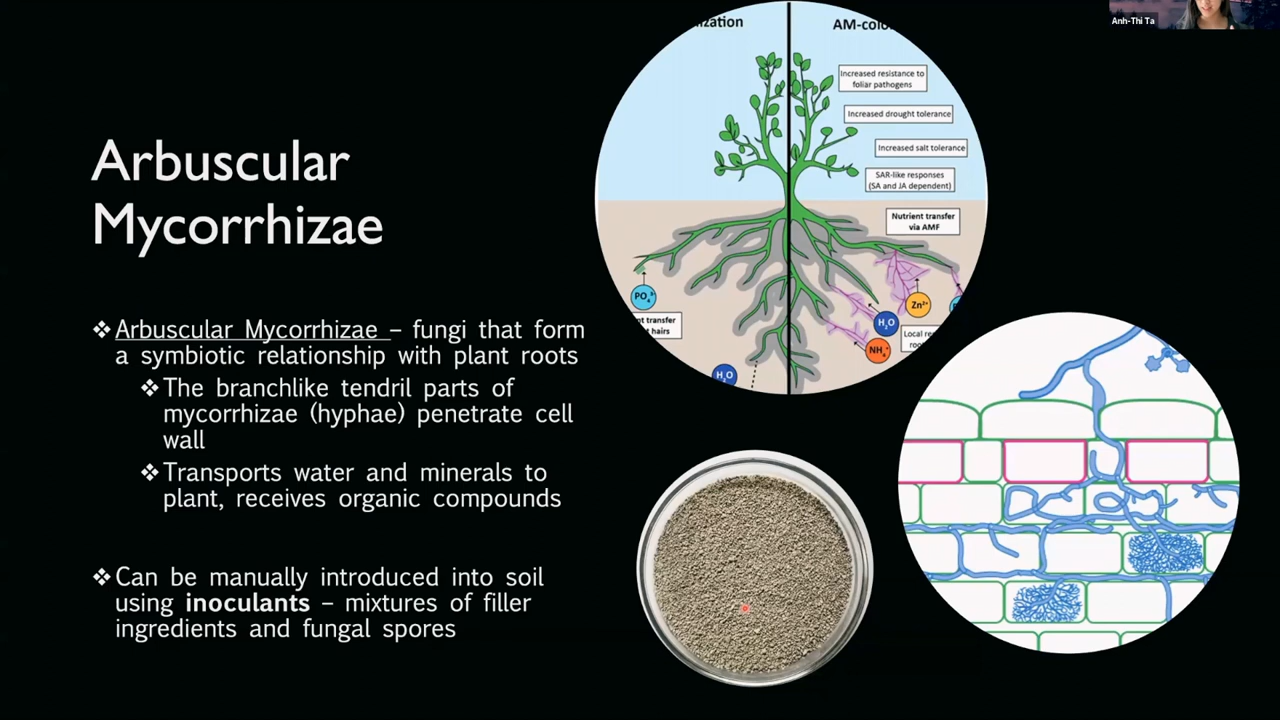 Anh-Thi Ta
Arbuscular
Mycorrhizae
❖Arbuscular Mycorrhizae – fungi that form
a symbiotic relationship with plant roots
❖The branchlike tendril parts of
mycorrhizae (hyphae) penetrate cell
wall
❖Transports water and minerals to
plant, receives organic compounds
❖Can be manually introduced into soil
using inoculants – mixtures of filler
ingredients and fungal spores
Increased resistance to
foliar pathogens
Increased drought tolerance
Increased salt tolerance
SAR-like responses
(SA and JA dependent)
Nutrient transfer
via AMF
PO₄³⁻
transfer
hairs
H₂O
Zn²⁺
H₂O
Local
NH₄⁺